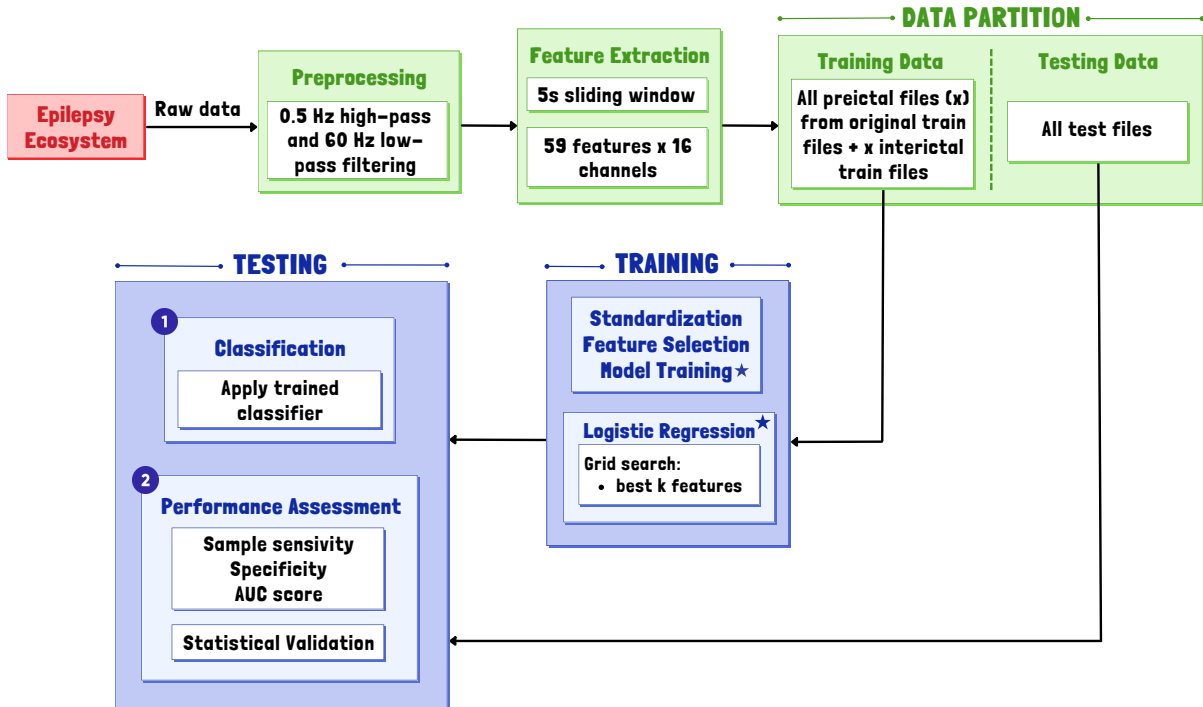 Epilepsy
Ecosystem
Raw data
Preprocessing
0.5 Hz high-pass
and 60 Hz low-
pass filtering
Feature Extraction
5s sliding window
59 features x 16
channels
DATA PARTITION
Training Data
All preictal files (x)
from original train
files + x interictal
train files
Testing Data
All test files
TESTING
1
Classification
Apply trained
classifier
2
Performance Assessment
Sample sensivity
Specificity
AUC score
Statistical Validation
TRAINING
Standardization
Feature Selection
Model Training★
Logistic Regression★
Grid search:
• best k features